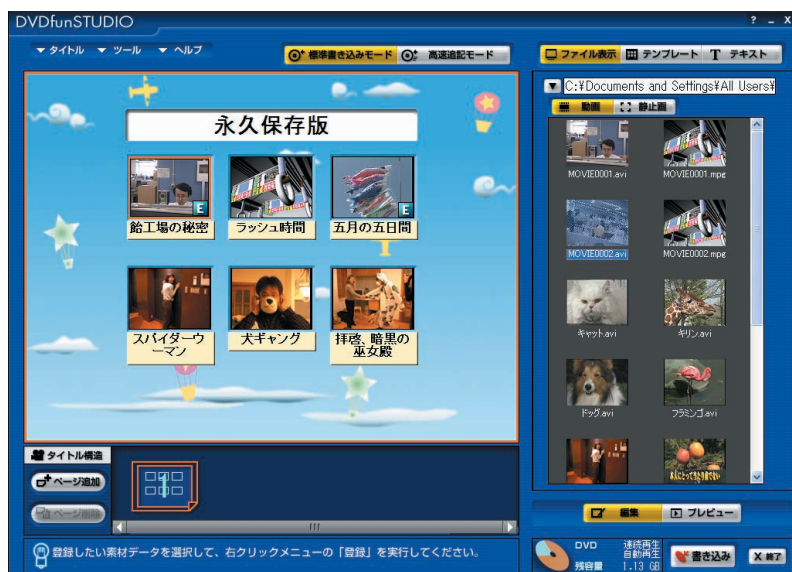 DVDfunSTUDIO
? _ X
タイトル ツール ヘルプ
標準書き込みモード 高速追記モード
ファイル表示 テンプレート T テキスト
C:¥Documents and Settings¥All Users¥
動画 静止画
永久保存版
MOVIE0001.avi MOVIE0001.mpg
E E
飴工場の秘密 ラッシュ時間 五月の五日間
MOVIE0002.avi MOVIE0002.mpg
キャット.avi キリン.avi
スパイダーウ
ーマン
犬ギャング
拝啓、暗黒の
巫女殿
ドッグ.avi フラミンゴ.avi
タイトル構造
ページ追加
1
ページ削除
編集 プレビュー
登録したい素材データを選択して、右クリックメニューの「登録」を実行してください。
DVD 連続再生
自動再生
残容量 1.13 GB
書き込み
X 終了